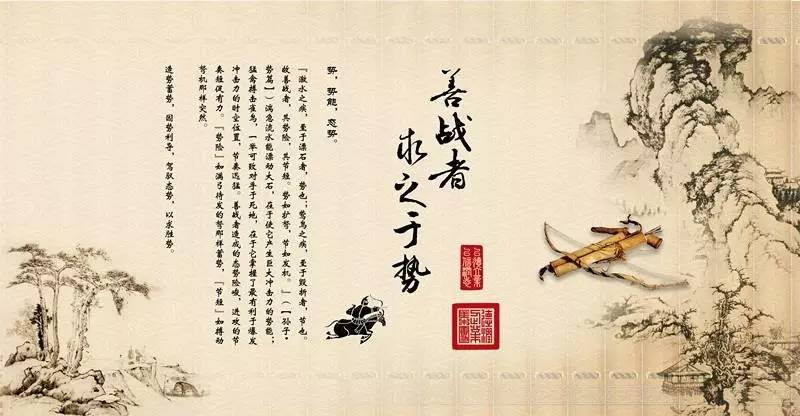 善战者
求之于势
势，势能，态势。
『激水之疾，至于漂石者，势也；鸷鸟之疾，至于毁折者，节也。
故善战者，其势险，其节短。势如扩弩，节如发机。』（【孙子·
势篇】）湍急流水能漂动大石，在于使它产生巨大冲击力的势能；
猛禽搏击雀鸟，一举可致对手于死地，在于它掌握了最有利于爆发
冲击力的时空位置，节奏迅猛。善战者造成的态势险峻，进攻的节
奏短促有力。『势险』如满弓待发的弩那样蓄势，『节短』如搏动
弩机那样突然。
造势蓄势，因势利导，驾驭态势，以求胜势。